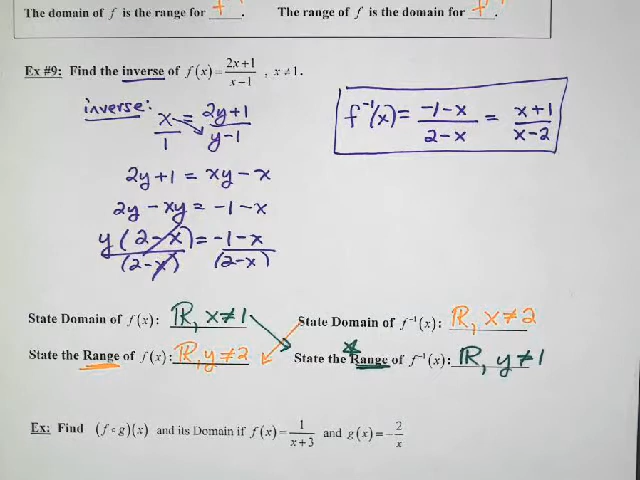 The domain of f is the range for f⁻¹. The range of f is the domain for f⁻¹.
Ex #9: Find the inverse of f(x) = (2x+1)/(x−1), x ≠ 1.
inverse: x/1 = (2y+1)/(y−1)
2y+1 = xy − x
2y − xy = −1 − x
y(2−x)/(2−x) = (−1−x)/(2−x)
f⁻¹(x) = (−1−x)/(2−x) = (x+1)/(x−2)
State Domain of f(x): ℝ, x≠1 State Domain of f⁻¹(x): ℝ, x≠2
State the Range of f(x): ℝ, y≠2 State the Range of f⁻¹(x): ℝ, y≠1
Ex: Find (f∘g)(x) and its Domain if f(x) = 1/(x+3) and g(x) = −2/x